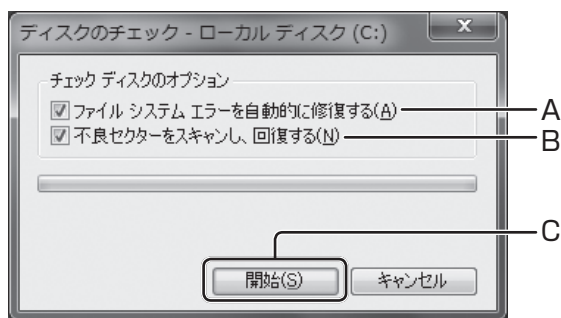 ディスクのチェック - ローカル ディスク (C:)
チェック ディスクのオプション
ファイル システム エラーを自動的に修復する(A)
A
不良セクターをスキャンし、回復する(N)
B
C
開始(S)
キャンセル